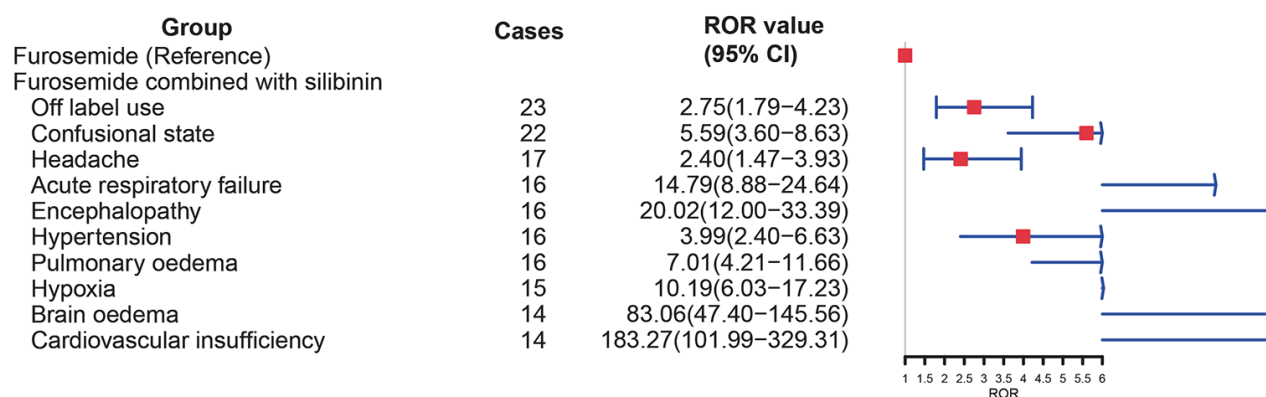 Group Cases ROR value
(95% CI)
Furosemide (Reference)
Furosemide combined with silibinin
Off label use 23 2.75(1.79−4.23)
Confusional state 22 5.59(3.60−8.63)
Headache 17 2.40(1.47−3.93)
Acute respiratory failure 16 14.79(8.88−24.64)
Encephalopathy 16 20.02(12.00−33.39)
Hypertension 16 3.99(2.40−6.63)
Pulmonary oedema 16 7.01(4.21−11.66)
Hypoxia 15 10.19(6.03−17.23)
Brain oedema 14 83.06(47.40−145.56)
Cardiovascular insufficiency 14 183.27(101.99−329.31)
1 1.5 2 2.5 3 3.5 4 4.5 5 5.5 6
ROR